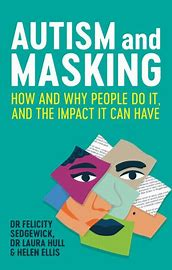 AUTISM and
MASKING
HOW AND WHY PEOPLE DO IT,
AND THE IMPACT IT CAN HAVE
DR FELICITY
SEDGEWICK,
DR LAURA HULL
& HELEN ELLIS